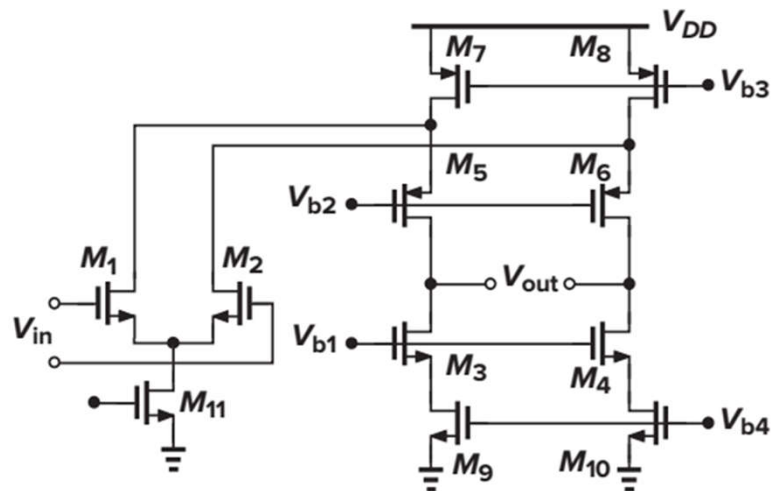 V_DD
M_7 M_8
V_b3
M_5 M_6
V_b2
M_1 M_2
V_out
V_in
V_b1
M_3 M_4
M_11
V_b4
M_9 M_10